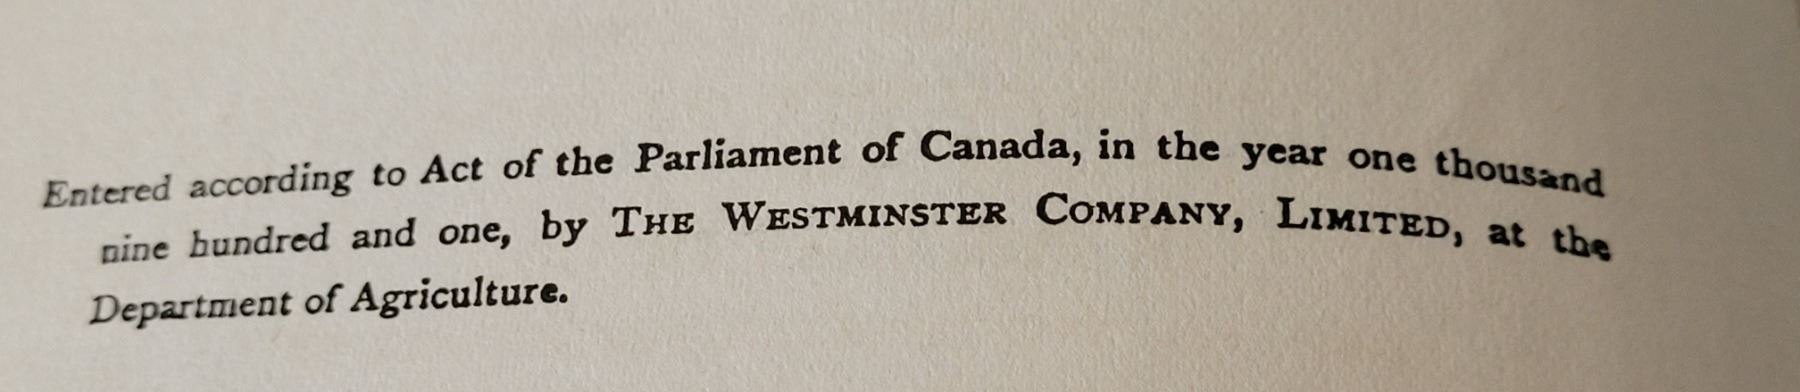 Entered according to Act of the Parliament of Canada, in the year one thousand
nine hundred and one, by THE WESTMINSTER COMPANY, LIMITED, at the
Department of Agriculture.